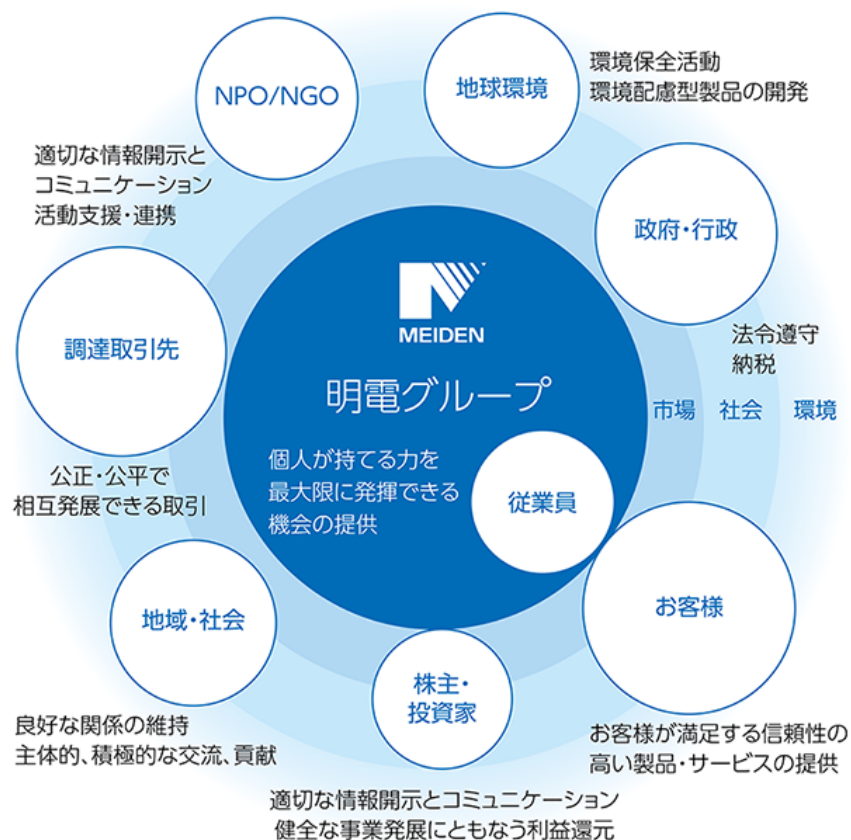 NPO/NGO
適切な情報開示と
コミュニケーション
活動支援・連携
地球環境
環境保全活動
環境配慮型製品の開発
政府・行政
法令遵守
納税
市場
社会
環境
調達取引先
公正・公平で
相互発展できる取引
MEIDEN
明電グループ
個人が持てる力を
最大限に発揮できる
機会の提供
従業員
お客様
お客様が満足する信頼性の
高い製品・サービスの提供
地域・社会
良好な関係の維持
主体的、積極的な交流、貢献
株主・
投資家
適切な情報開示とコミュニケーション
健全な事業発展にともなう利益還元